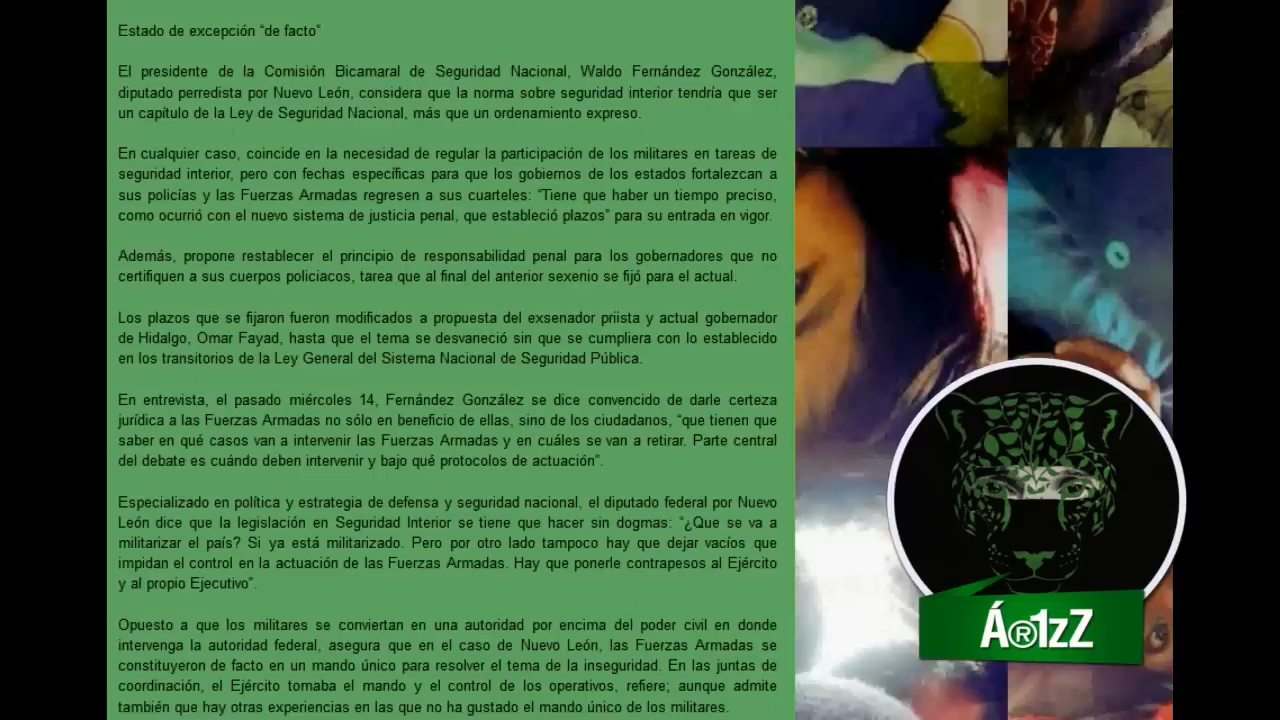 Estado de excepción “de facto”
El presidente de la Comisión Bicamaral de Seguridad Nacional, Waldo Fernández González,
diputado perredista por Nuevo León, considera que la norma sobre seguridad interior tendría que ser
un capítulo de la Ley de Seguridad Nacional, más que un ordenamiento expreso.
En cualquier caso, coincide en la necesidad de regular la participación de los militares en tareas de
seguridad interior, pero con fechas específicas para que los gobiernos de los estados fortalezcan a
sus policías y las Fuerzas Armadas regresen a sus cuarteles: “Tiene que haber un tiempo preciso,
como ocurrió con el nuevo sistema de justicia penal, que estableció plazos” para su entrada en vigor.
Además, propone restablecer el principio de responsabilidad penal para los gobernadores que no
certifiquen a sus cuerpos policiacos, tarea que al final del anterior sexenio se fijó para el actual.
Los plazos que se fijaron fueron modificados a propuesta del exsenador priista y actual gobernador
de Hidalgo, Omar Fayad, hasta que el tema se desvaneció sin que se cumpliera con lo establecido
en los transitorios de la Ley General del Sistema Nacional de Seguridad Pública.
En entrevista, el pasado miércoles 14, Fernández González se dice convencido de darle certeza
jurídica a las Fuerzas Armadas no sólo en beneficio de ellas, sino de los ciudadanos, “que tienen que
saber en qué casos van a intervenir las Fuerzas Armadas y en cuáles se van a retirar. Parte central
del debate es cuándo deben intervenir y bajo qué protocolos de actuación”.
Especializado en política y estrategia de defensa y seguridad nacional, el diputado federal por Nuevo
León dice que la legislación en Seguridad Interior se tiene que hacer sin dogmas: “¿Que se va a
militarizar el país? Si ya está militarizado. Pero por otro lado tampoco hay que dejar vacíos que
impidan el control en la actuación de las Fuerzas Armadas. Hay que ponerle contrapesos al Ejército
y al propio Ejecutivo”.
Opuesto a que los militares se conviertan en una autoridad por encima del poder civil en donde
intervenga la autoridad federal, asegura que en el caso de Nuevo León, las Fuerzas Armadas se
constituyeron de facto en un mando único para resolver el tema de la inseguridad. En las juntas de
coordinación, el Ejército tomaba el mando y el control de los operativos, refiere; aunque admite
también que hay otras experiencias en las que no ha gustado el mando único de los militares.
Á®1zZ